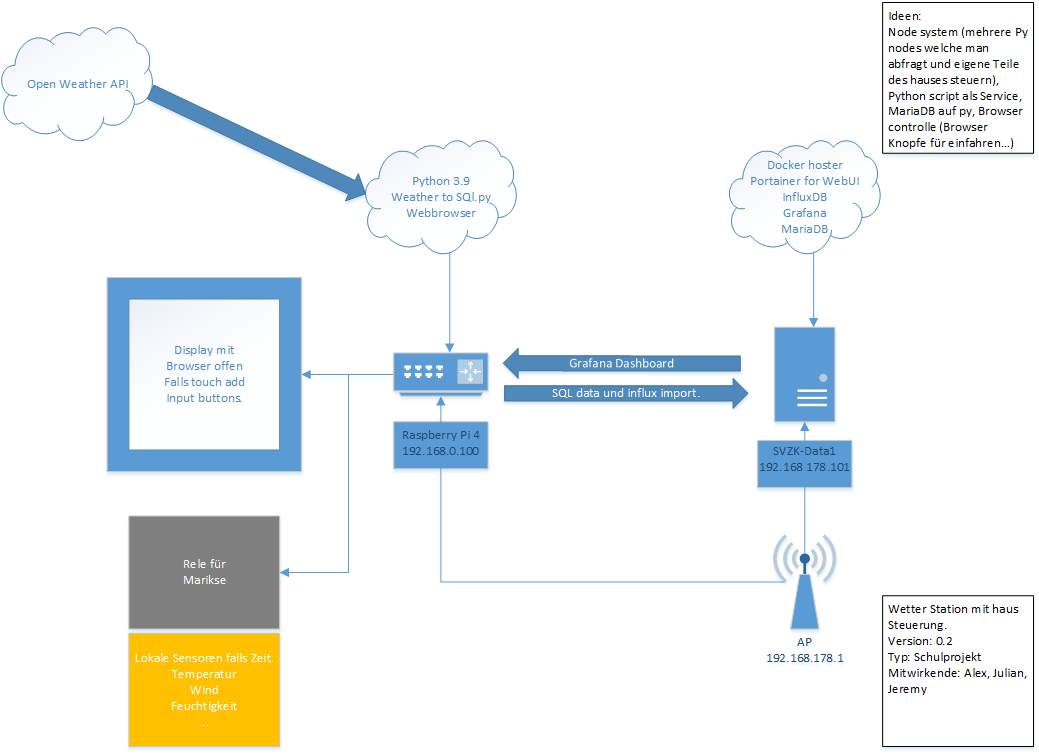 Ideen:
Node system (mehrere Py
nodes welche man
abfragt und eigene Teile
des hauses steuern),
Python script als Service,
MariaDB auf py, Browser
controlle (Browser
Knopfe für einfahren...)
Open Weather API
Python 3.9
Weather to SQl.py
Webbrowser
Docker hoster
Portainer for WebUI
InfluxDB
Grafana
MariaDB
Display mit
Browser offen
Falls touch add
Input buttons.
Grafana Dashboard
SQL data und influx import.
Raspberry Pi 4
192.168.0.100
SVZK-Data1
192.168.178.101
Rele für
Marikse
Lokale Sensoren falls Zeit.
Temperatur
Wind
Feuchtigkeit
...
AP
192.168.178.1
Wetter Station mit haus
Steuerung.
Version: 0.2
Typ: Schulprojekt
Mitwirkende: Alex, Julian,
Jeremy